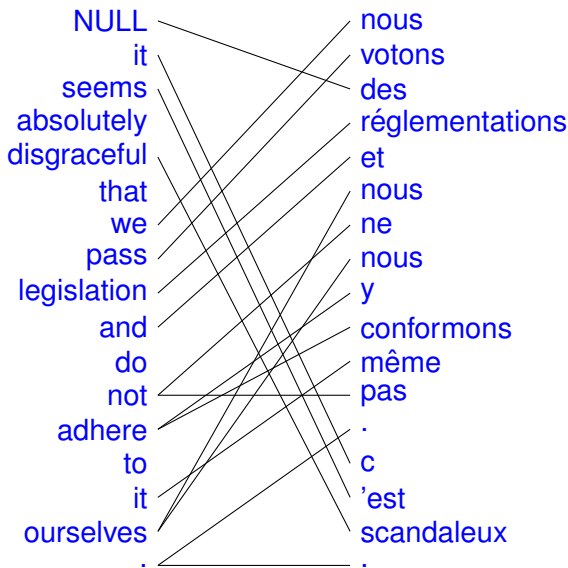 NULL
it
seems
absolutely
disgraceful
that
we
pass
legislation
and
do
not
adhere
to
it
ourselves
.
nous
votons
des
réglementations
et
nous
ne
nous
y
conformons
même
pas
.
c
'est
scandaleux
.